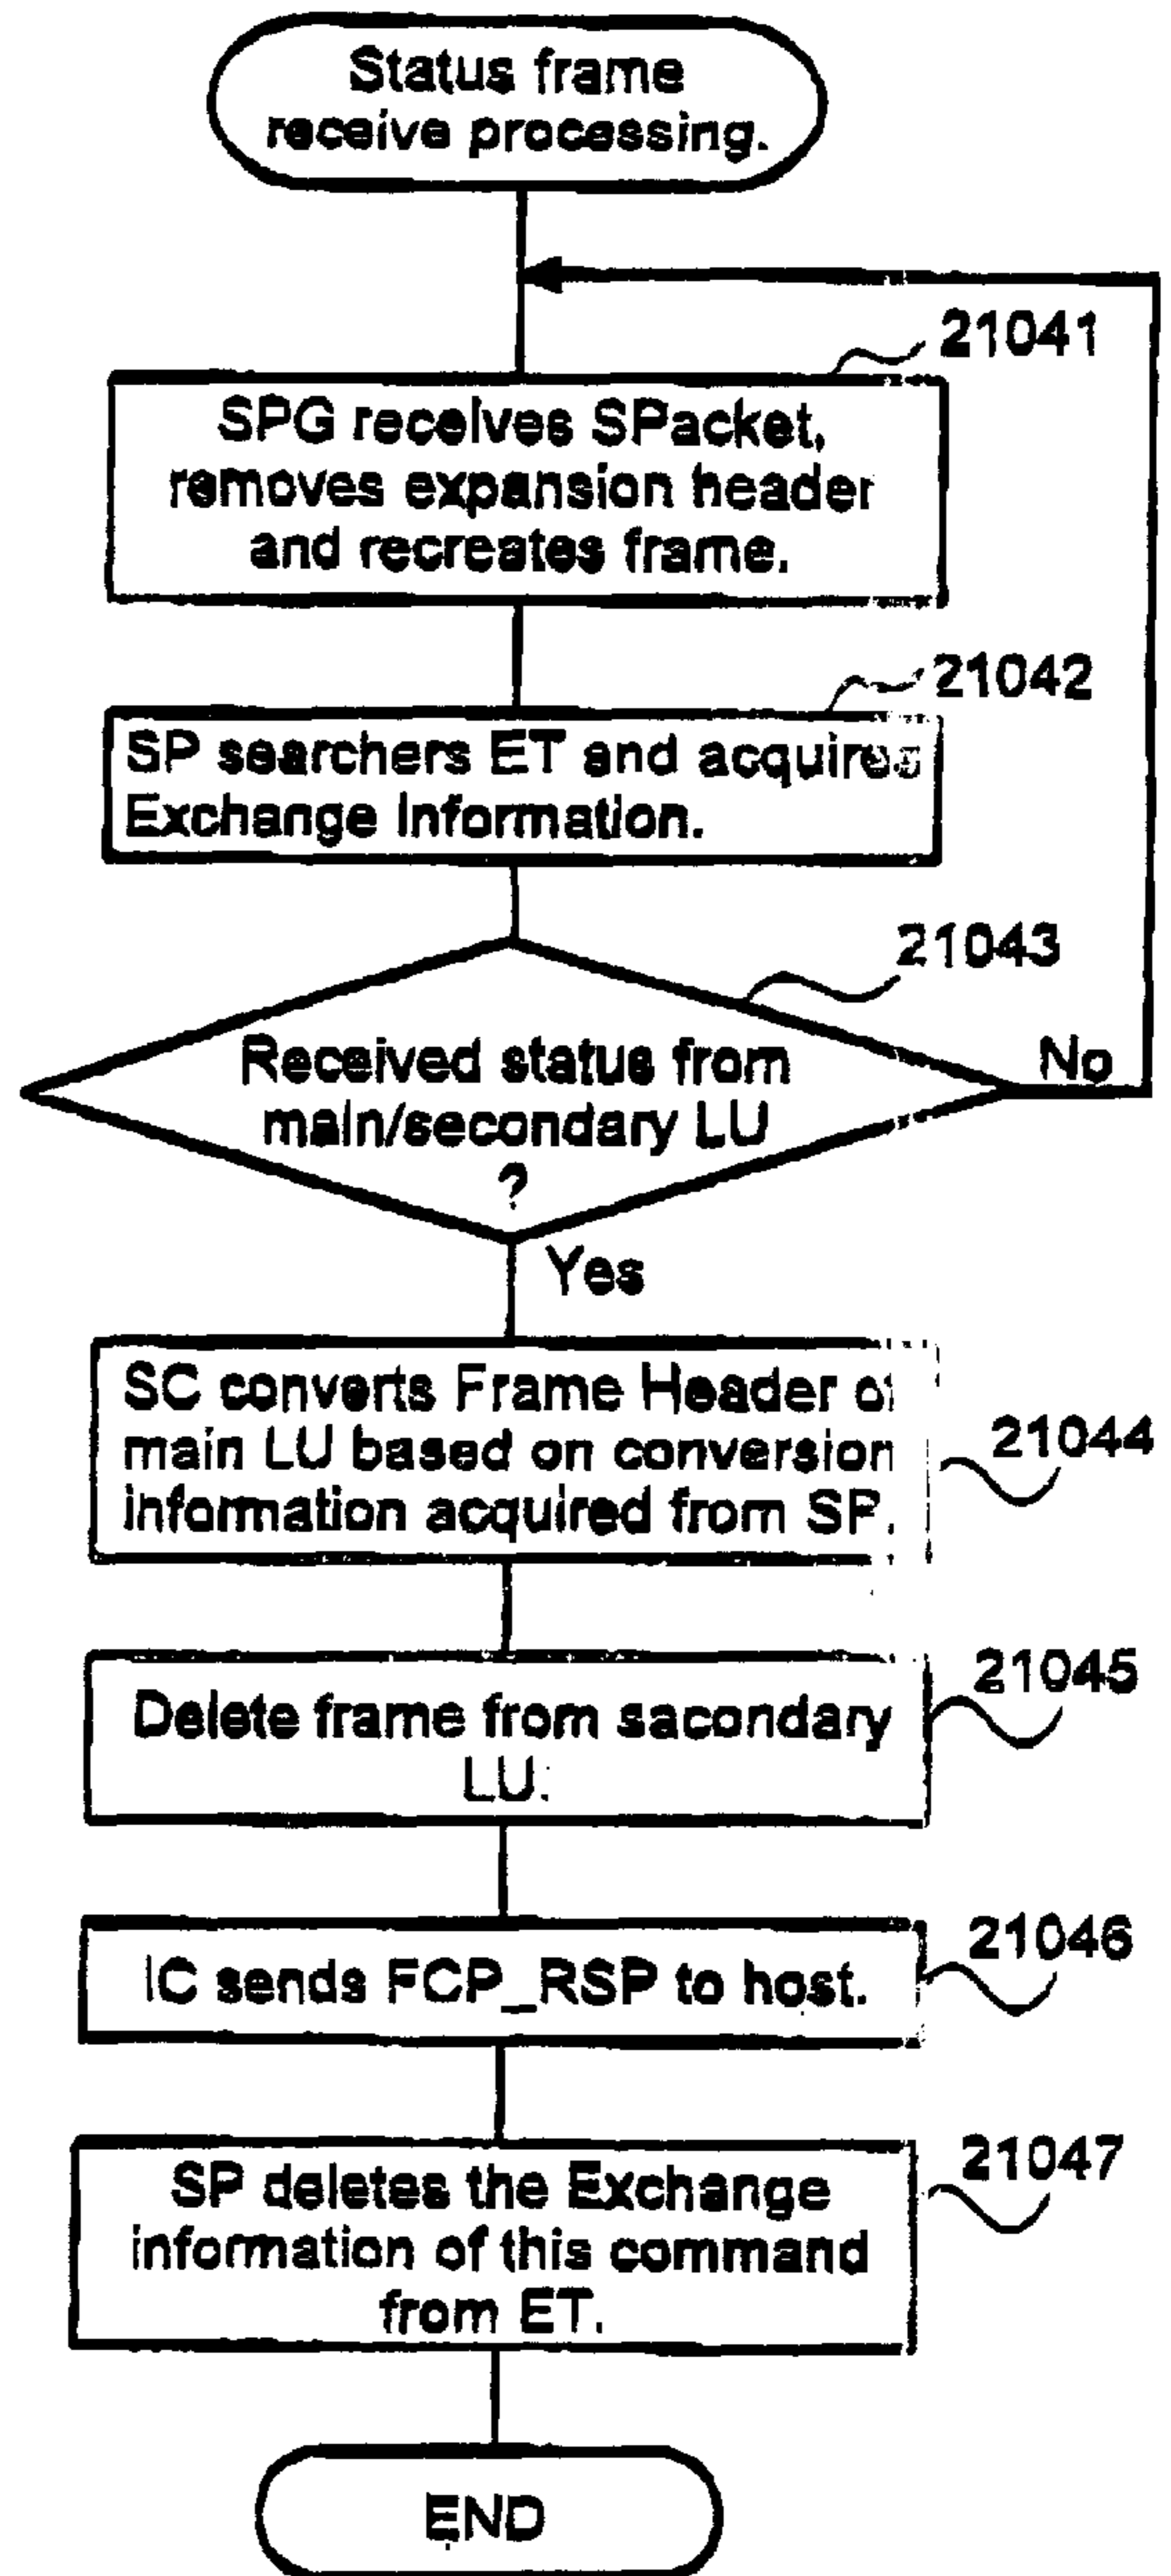 Status frame
receive processing.
21041
SPG receives SPacket,
removes expansion header
and recreates frame.
21042
SP searchers ET and acquires
Exchange Information.
21043
Received status from
main/secondary LU
?
No
Yes
SC converts Frame Header of
main LU based on conversion
information acquired from SP.
21044
21045
Delete frame from sacondary
LU.
21046
IC sends FCP_RSP to host.
21047
SP deletes the Exchange
information of this command
from ET.
END